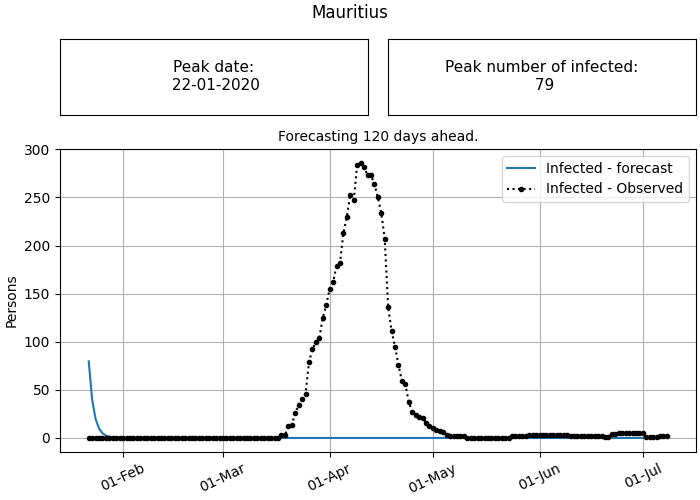 Mauritius
Peak date:
22-01-2020
Peak number of infected:
79
Forecasting 120 days ahead.
300
250
200
150
100
50
0
Persons
Infected - forecast
Infected - Observed
01-Feb
01-Mar
01-Apr
01-May
01-Jun
01-Jul